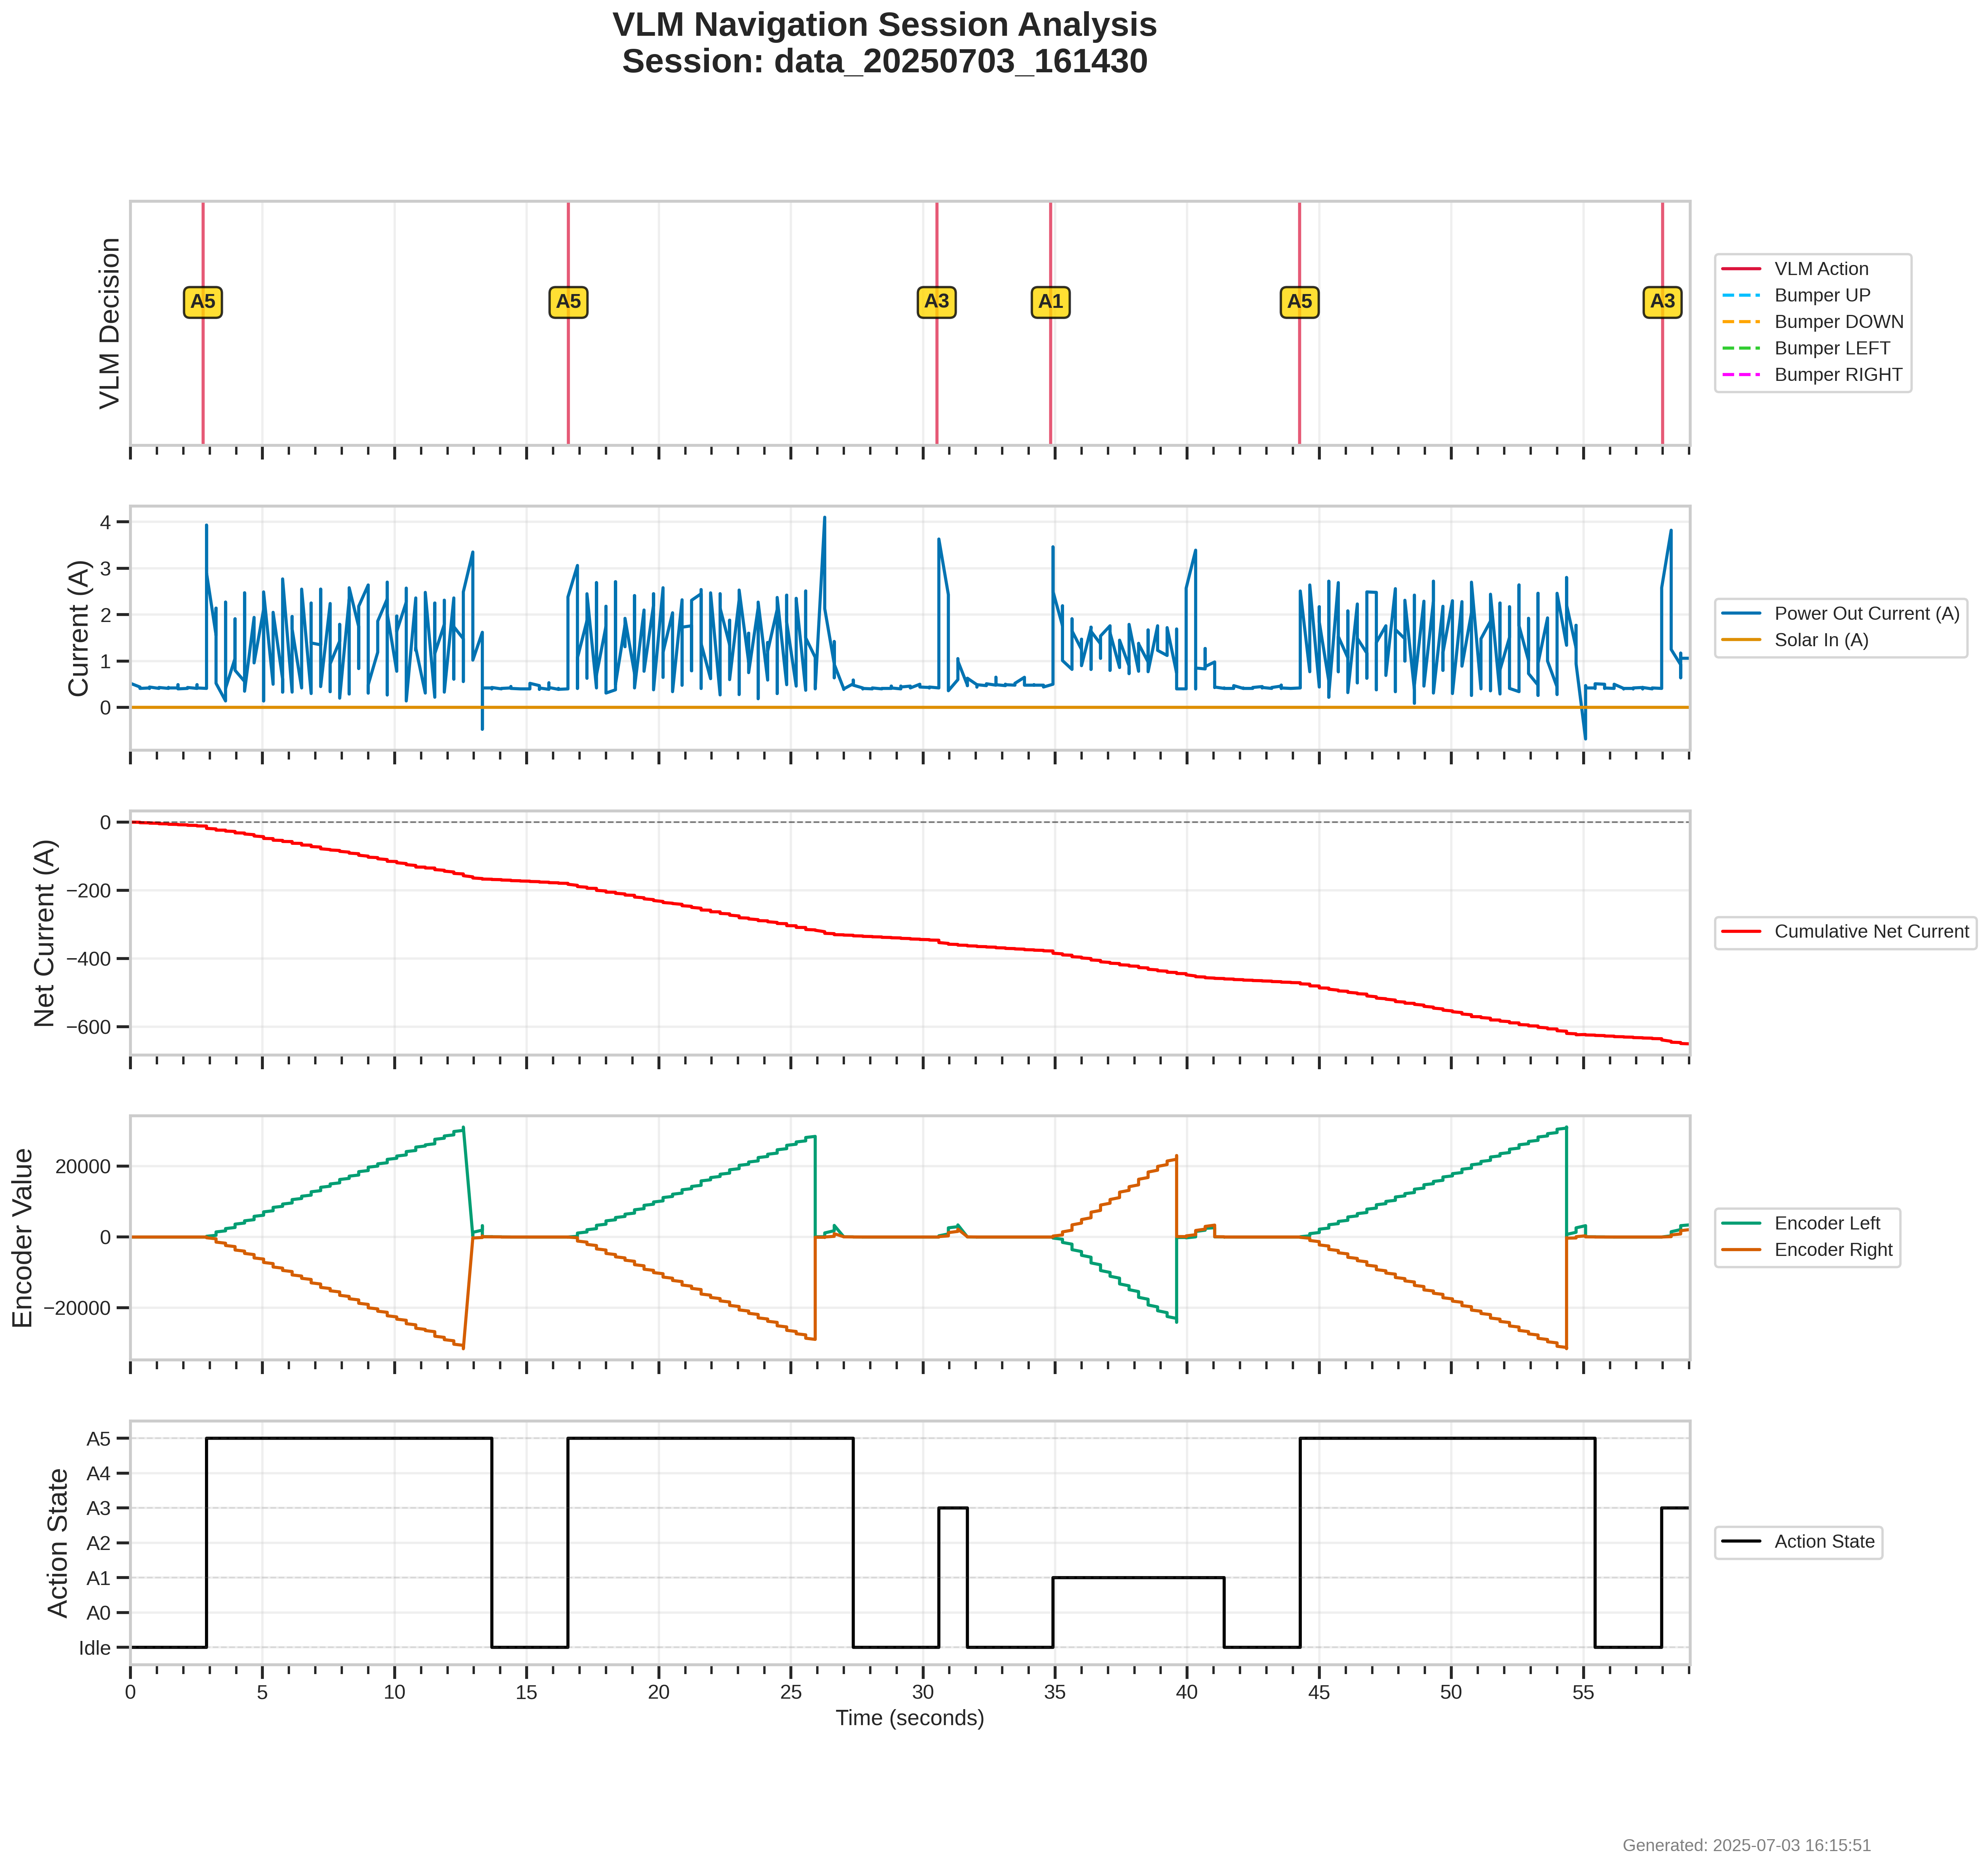 VLM Navigation Session Analysis
Session: data_20250703_161430
VLM Decision
A5
A5
A3
A1
A5
A3
VLM Action
Bumper UP
Bumper DOWN
Bumper LEFT
Bumper RIGHT
Current (A)
4
3
2
1
0
Power Out Current (A)
Solar In (A)
Net Current (A)
0
−200
−400
−600
Cumulative Net Current
Encoder Value
20000
0
−20000
Encoder Left
Encoder Right
Action State
A5
A4
A3
A2
A1
A0
Idle
Action State
0 5 10 15 20 25 30 35 40 45 50 55
Time (seconds)
Generated: 2025-07-03 16:15:51